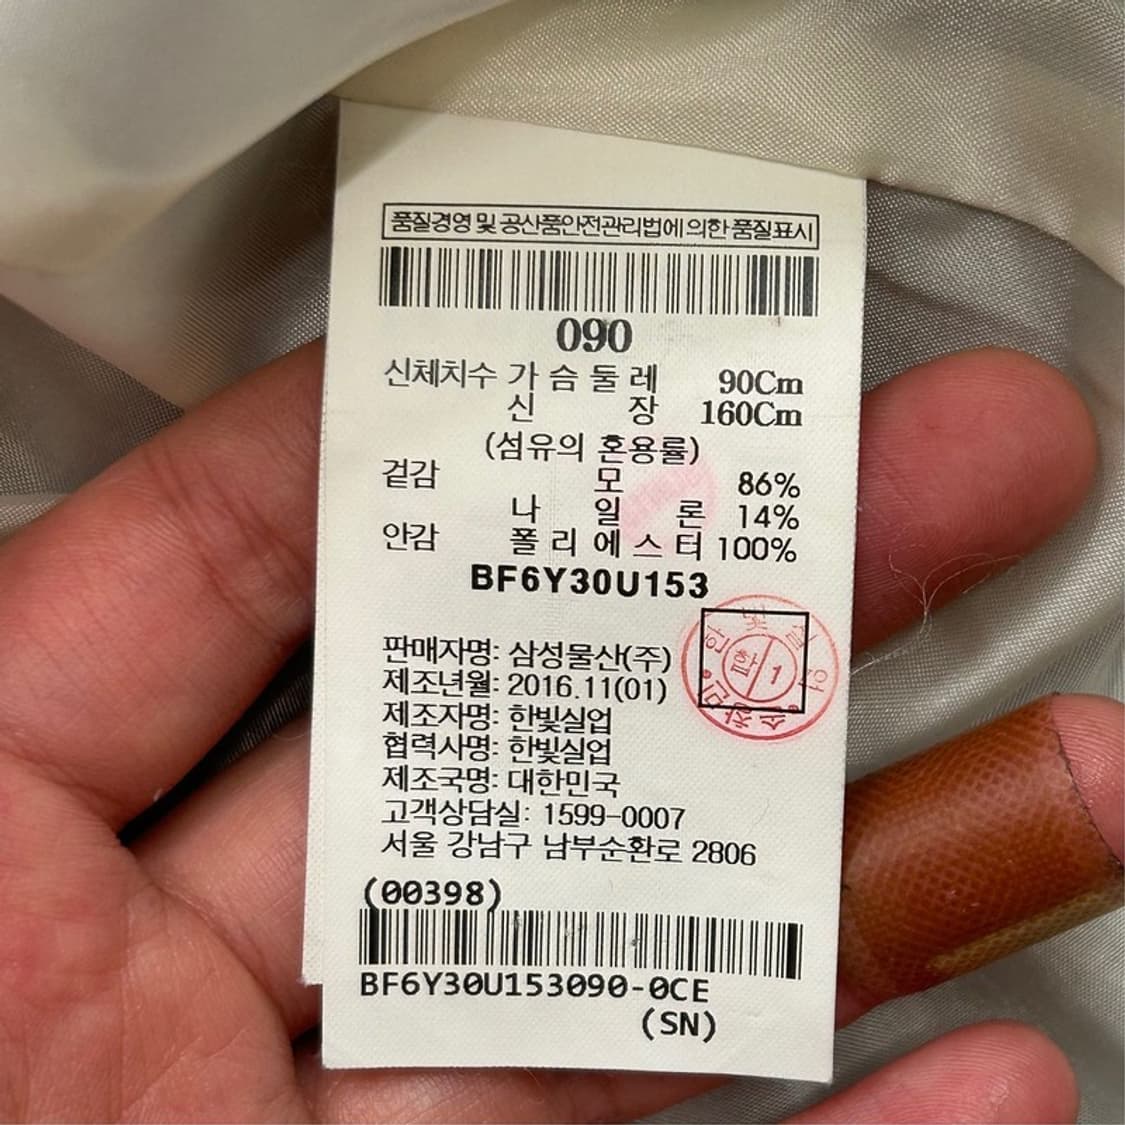 품질경영 및 공산품안전관리법에 의한 품질표시
090
신체치수 가슴둘레 90Cm
신장 160Cm
(섬유의 혼용률)
겉감 모 86%
나일론 14%
안감 폴리에스터 100%
BF6Y30U153
판매자명: 삼성물산(주)
제조년월: 2016.11(01)
제조자명: 한빛실업
협력사명: 한빛실업
제조국명: 대한민국
고객상담실: 1599-0007
서울 강남구 남부순환로 2806
한빛실업
합/1
(00398)
BF6Y30U153090-0CE
(SN)